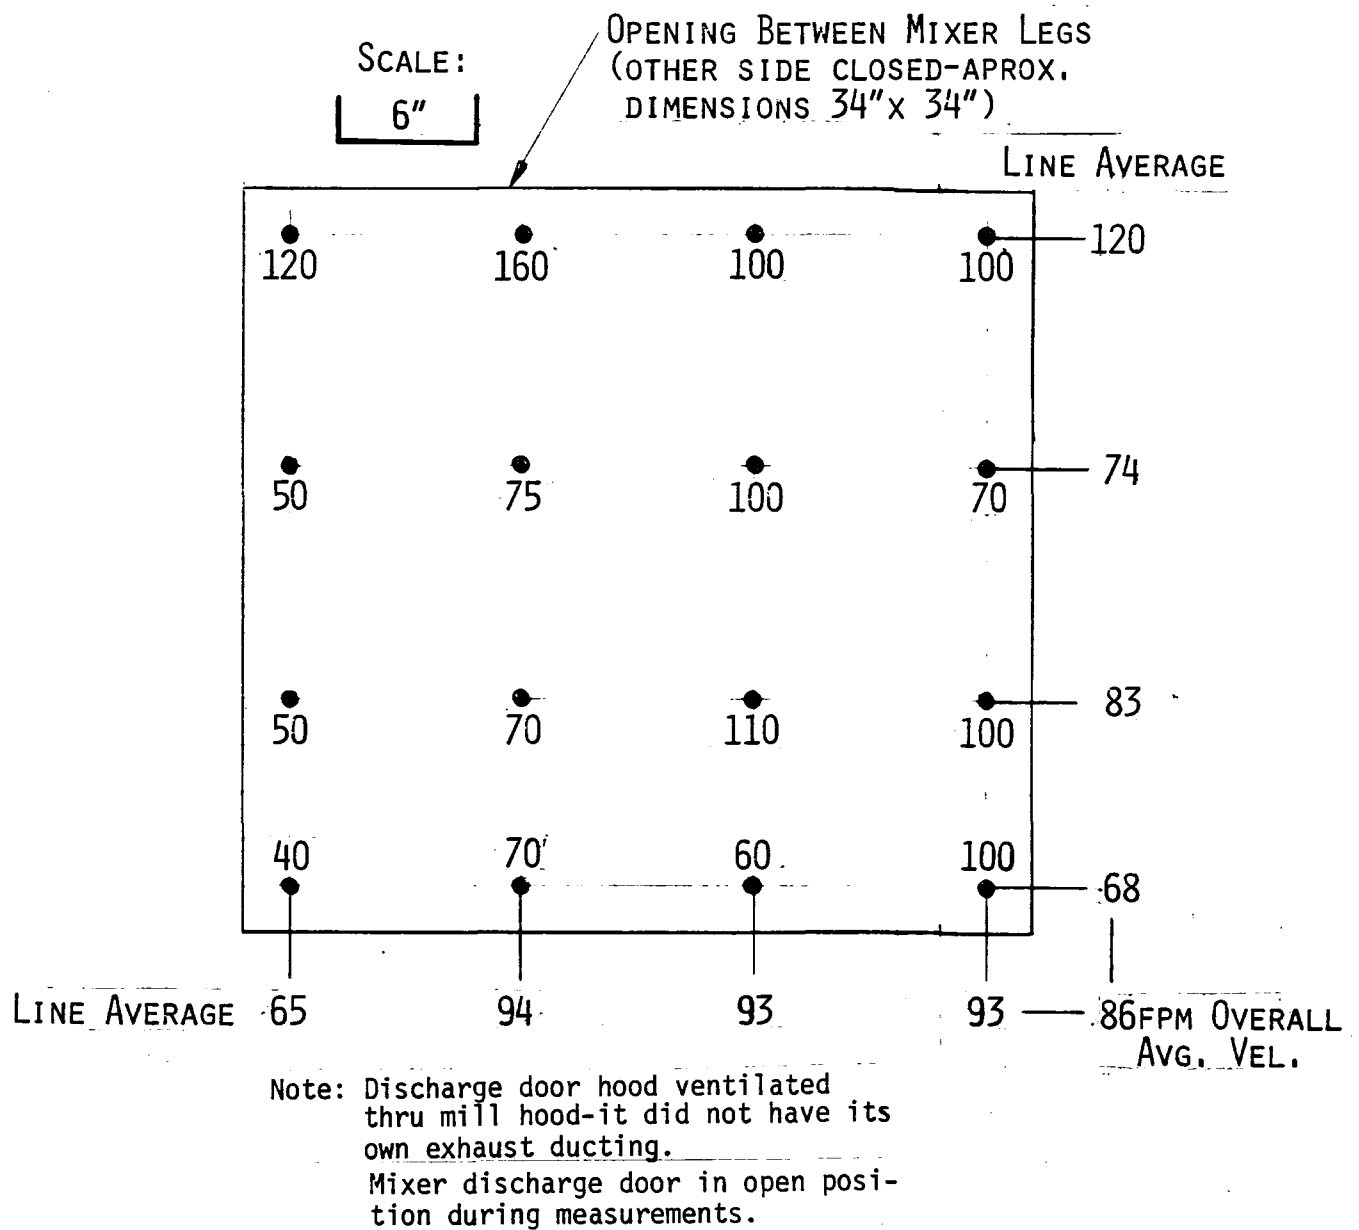 SCALE:
6"
OPENING BETWEEN MIXER LEGS
(OTHER SIDE CLOSED-APROX.
DIMENSIONS 34"X 34")
LINE AVERAGE
120 160 100 100 120
50 75 100 70 74
50 70 110 100 83
40 70 60 100
68
LINE AVERAGE 65 94 93 93 86FPM OVERALL
AVG. VEL.
Note: Discharge door hood ventilated
thru mill hood-it did not have its
own exhaust ducting.
Mixer discharge door in open posi-
tion during measurements.